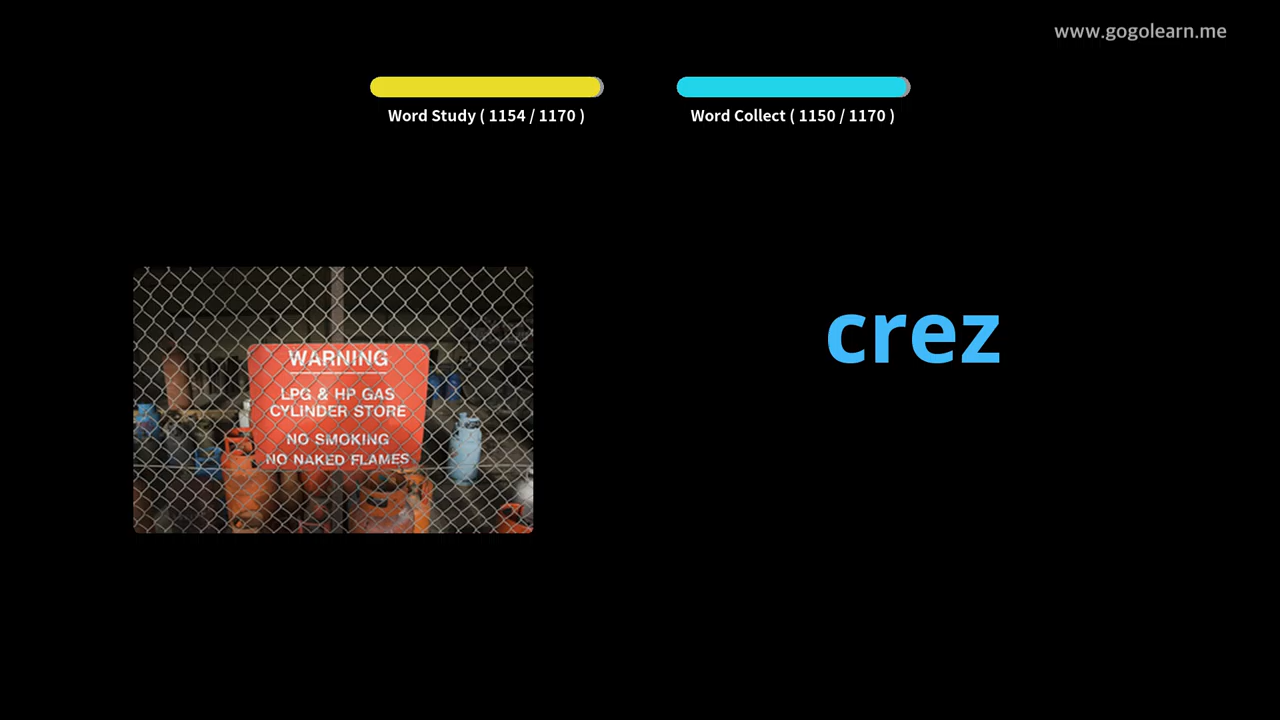 www.gogolearn.me
Word Study ( 1154 / 1170 )
Word Collect ( 1150 / 1170 )
crez
WARNING
LPG & HP GAS
CYLINDER STORE
NO SMOKING
NO NAKED FLAMES